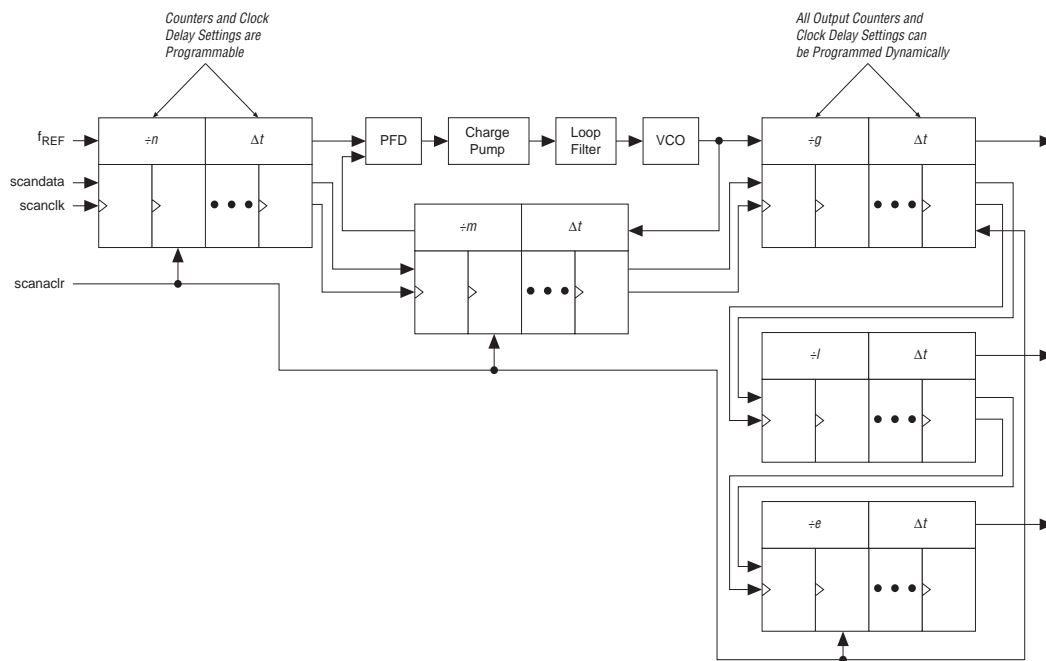 Counters and Clock
Delay Settings are
Programmable
All Output Counters and
Clock Delay Settings can
be Programmed Dynamically
fREF
÷n
Δt
PFD
Charge
Pump
Loop
Filter
VCO
÷g
Δt
scandata
scanclk
÷m
Δt
scanaclr
÷l
Δt
÷e
Δt